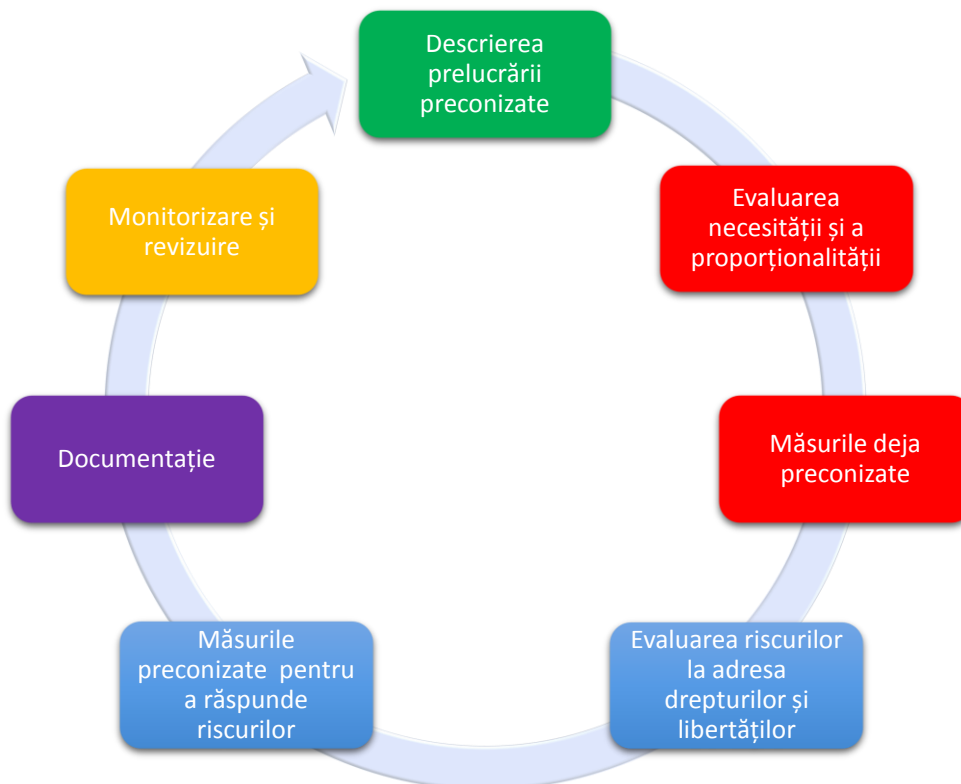 Descrierea
prelucrării
preconizate
Evaluarea
necesității și a
proporționalității
Măsurile deja
preconizate
Evaluarea riscurilor
la adresa
drepturilor și
libertăților
Măsurile
preconizate pentru
a răspunde
riscurilor
Documentație
Monitorizare și
revizuire